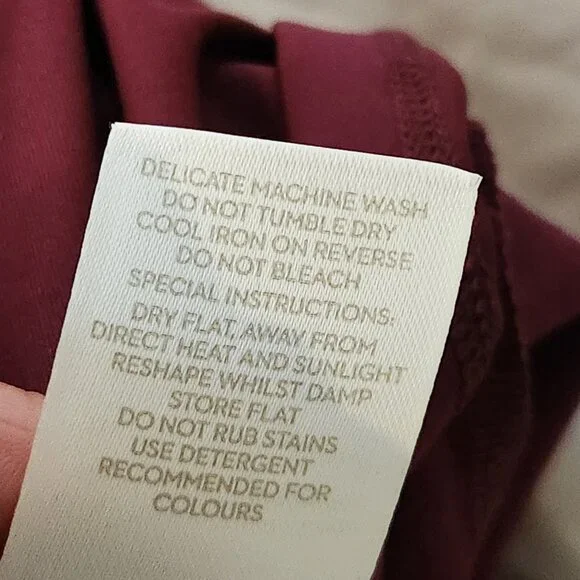 DELICATE MACHINE WASH
DO NOT TUMBLE DRY
COOL IRON ON REVERSE
DO NOT BLEACH
SPECIAL INSTRUCTIONS:
DRY FLAT, AWAY FROM
DIRECT HEAT AND SUNLIGHT
RESHAPE WHILST DAMP
STORE FLAT
DO NOT RUB STAINS
USE DETERGENT
RECOMMENDED FOR
COLOURS